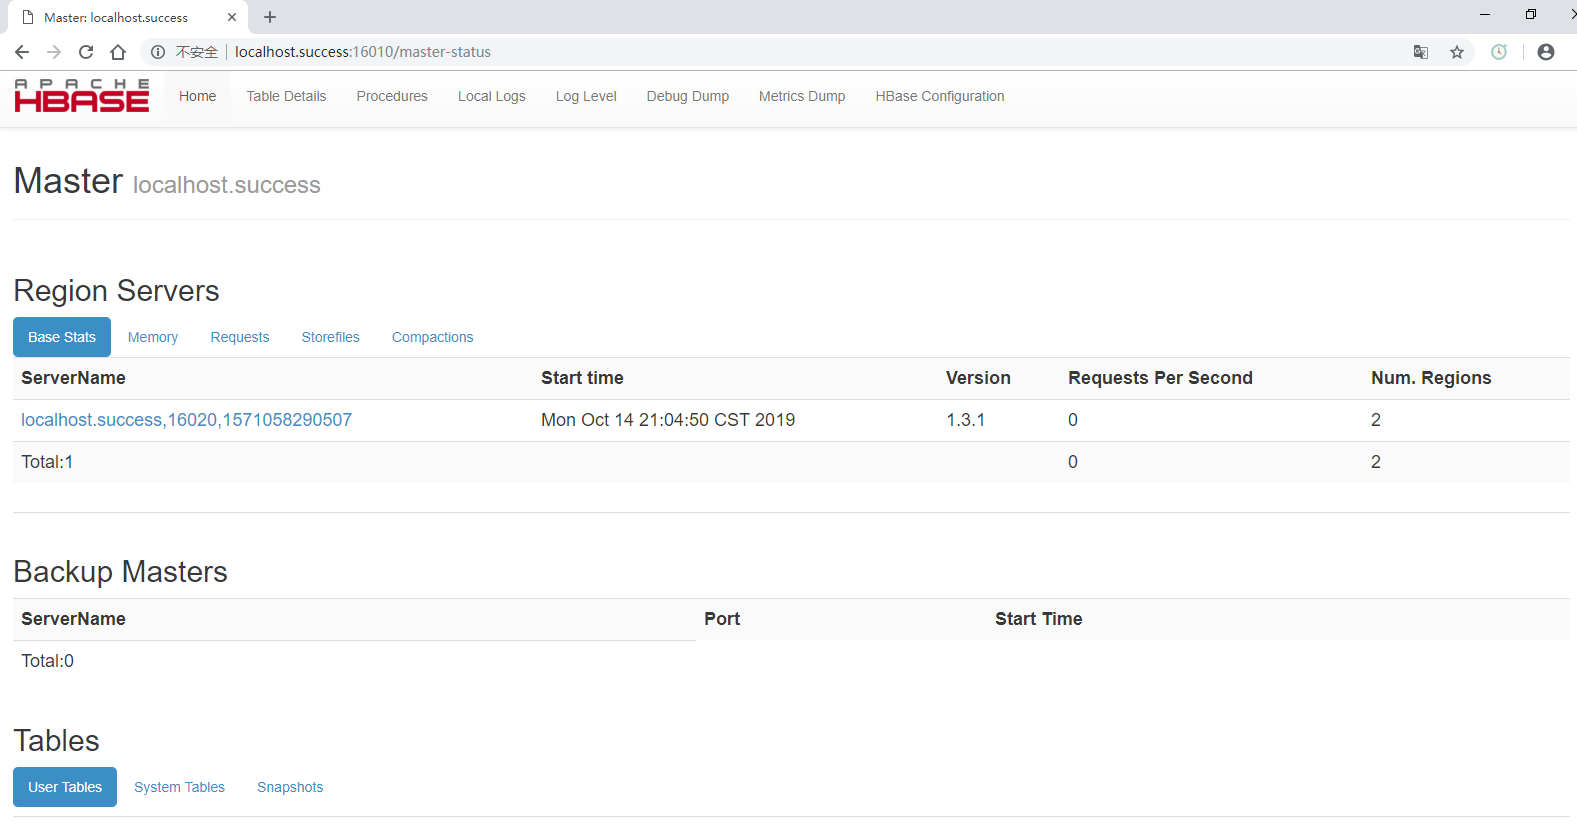 Master: localhost.success
不安全 localhost.success:16010/master-status
APACHE
HBASE
Home Table Details Procedures Local Logs Log Level Debug Dump Metrics Dump HBase Configuration
Master localhost.success
Region Servers
Base Stats Memory Requests Storefiles Compactions
ServerName Start time Version Requests Per Second Num. Regions
localhost.success,16020,1571058290507 Mon Oct 14 21:04:50 CST 2019 1.3.1 0 2
Total:1 0 2
Backup Masters
ServerName Port Start Time
Total:0
Tables
User Tables System Tables Snapshots